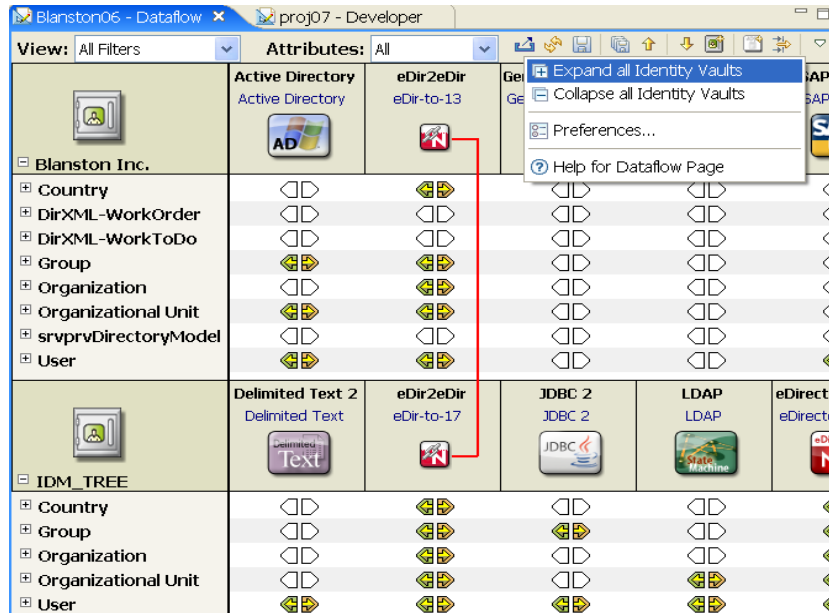 Blanston06 - Dataflow proj07 - Developer
View: All Filters Attributes: All
Expand all Identity Vaults
Collapse all Identity Vaults
Preferences...
Help for Dataflow Page
Active Directory eDir2eDir
Active Directory eDir-to-13
AD
Blanston Inc.
Country
DirXML-WorkOrder
DirXML-WorkToDo
Group
Organization
Organizational Unit
srvprvDirectoryModel
User
Delimited Text 2 eDir2eDir JDBC 2 LDAP eDirect
Delimited Text eDir-to-17 JDBC 2 LDAP eDirecto
Delimited Text N JDBC State Machine
IDM_TREE
Country
Group
Organization
Organizational Unit
User